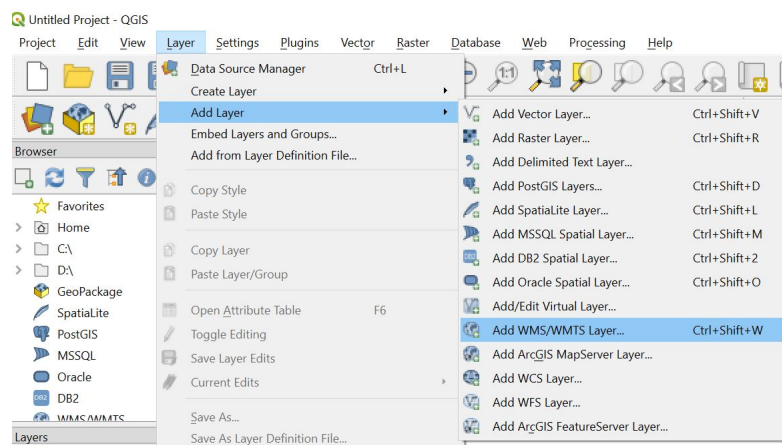 Untitled Project - QGIS
Project Edit View Layer Settings Plugins Vector Raster Database Web Processing Help
Data Source Manager Ctrl+L
Create Layer
Add Layer
Embed Layers and Groups...
Add from Layer Definition File...
Copy Style
Paste Style
Copy Layer
Paste Layer/Group
Open Attribute Table F6
Toggle Editing
Save Layer Edits
Current Edits
Save As...
Save As Layer Definition File...
Add Vector Layer... Ctrl+Shift+V
Add Raster Layer... Ctrl+Shift+R
Add Delimited Text Layer...
Add PostGIS Layers... Ctrl+Shift+D
Add SpatiaLite Layer... Ctrl+Shift+L
Add MSSQL Spatial Layer... Ctrl+Shift+M
Add DB2 Spatial Layer... Ctrl+Shift+2
Add Oracle Spatial Layer... Ctrl+Shift+O
Add/Edit Virtual Layer...
Add WMS/WMTS Layer... Ctrl+Shift+W
Add ArcGIS MapServer Layer...
Add WCS Layer...
Add WFS Layer...
Add ArcGIS FeatureServer Layer...
1:1
Browser
Favorites
Home
C:\
D:\
GeoPackage
SpatiaLite
PostGIS
MSSQL
Oracle
DB2 DB2
WMS/WMTS
Layers